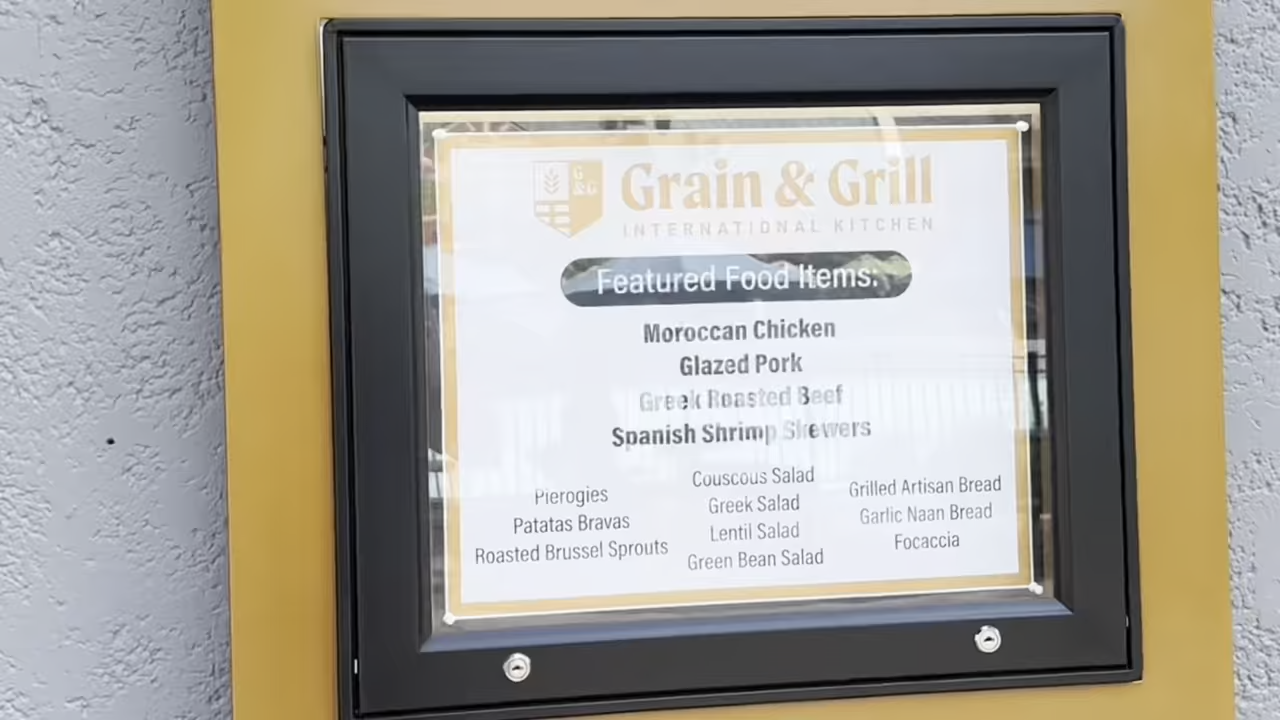 G
&G
Grain & Grill
INTERNATIONAL KITCHEN
Featured Food Items:
Moroccan Chicken
Glazed Pork
Greek Roasted Beef
Spanish Shrimp Skewers
Pierogies
Patatas Bravas
Roasted Brussel Sprouts
Couscous Salad
Greek Salad
Lentil Salad
Green Bean Salad
Grilled Artisan Bread
Garlic Naan Bread
Focaccia